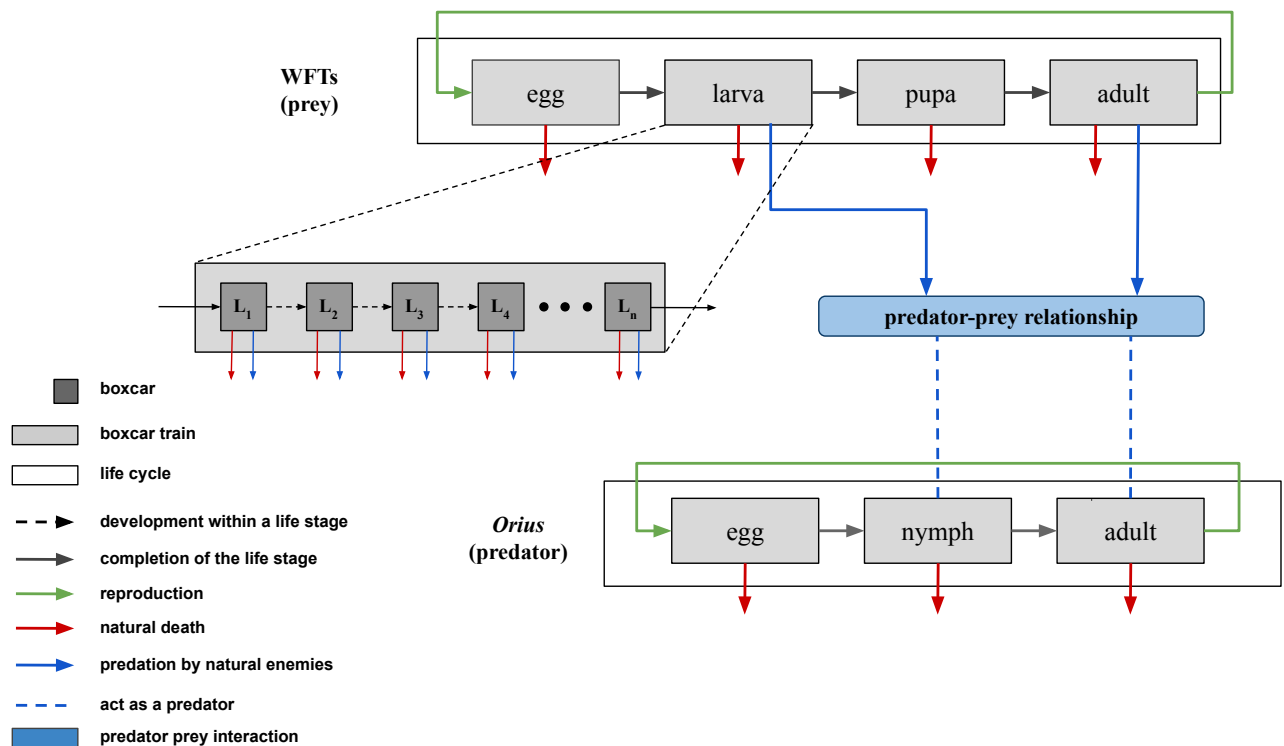 WFTs
(prey)
egg
larva
pupa
adult
L1
L2
L3
L4
Ln
predator-prey relationship
Orius
(predator)
egg
nymph
adult
boxcar
boxcar train
life cycle
development within a life stage
completion of the life stage
reproduction
natural death
predation by natural enemies
act as a predator
predator prey interaction